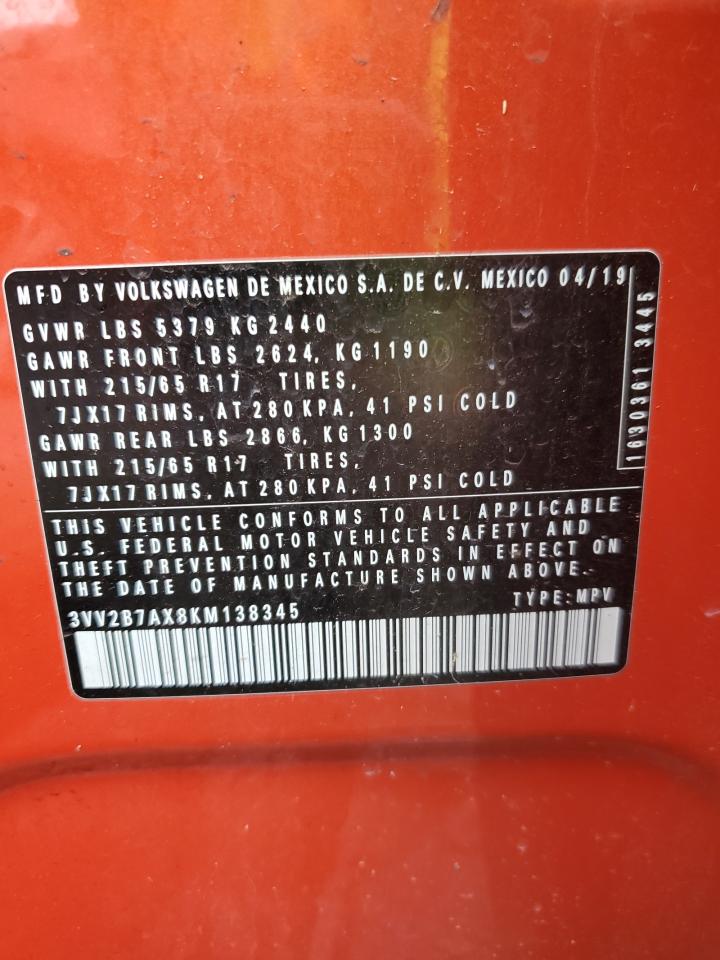 MFD BY VOLKSWAGEN DE MEXICO S.A. DE C.V. MEXICO 04/19
GVWR LBS 5379 KG 2440
GAWR FRONT LBS 2624, KG 1190
WITH 215/65 R17 TIRES,
7JX17 RIMS, AT 280 KPA, 41 PSI COLD
GAWR REAR LBS 2866, KG 1300
WITH 215/65 R17 TIRES,
7JX17 RIMS, AT 280 KPA, 41 PSI COLD
1630361 3445
THIS VEHICLE CONFORMS TO ALL APPLICABLE
U.S. FEDERAL MOTOR VEHICLE SAFETY AND
THEFT PREVENTION STANDARDS IN EFFECT ON
THE DATE OF MANUFACTURE SHOWN ABOVE.
3VV2B7AX8KM138345 TYPE: MPV